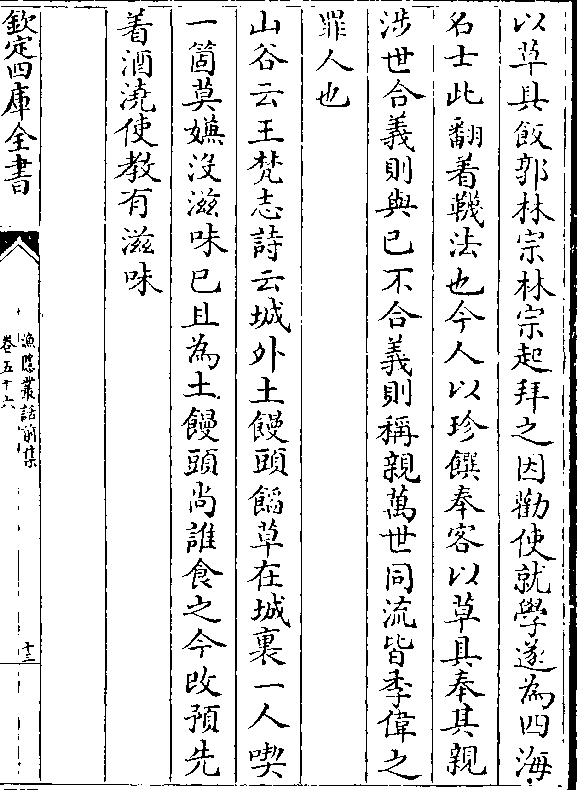 以草具飯郭林宗林宗起拜之因勸使就學遂為四海
名士此翻着韈法也今人以珍饌奉客以草具奉其親
涉世合義則與已不合義則稱親萬世同流皆季偉之
罪人也
山谷云王梵志詩云城外土饅頭餡草在城裏一人喫
一箇莫嫌沒滋味已且為土饅頭尚誰食之今改預先
着酒澆使教有滋味
欽定四庫全書
漁隱叢話前集
卷五十六
十三